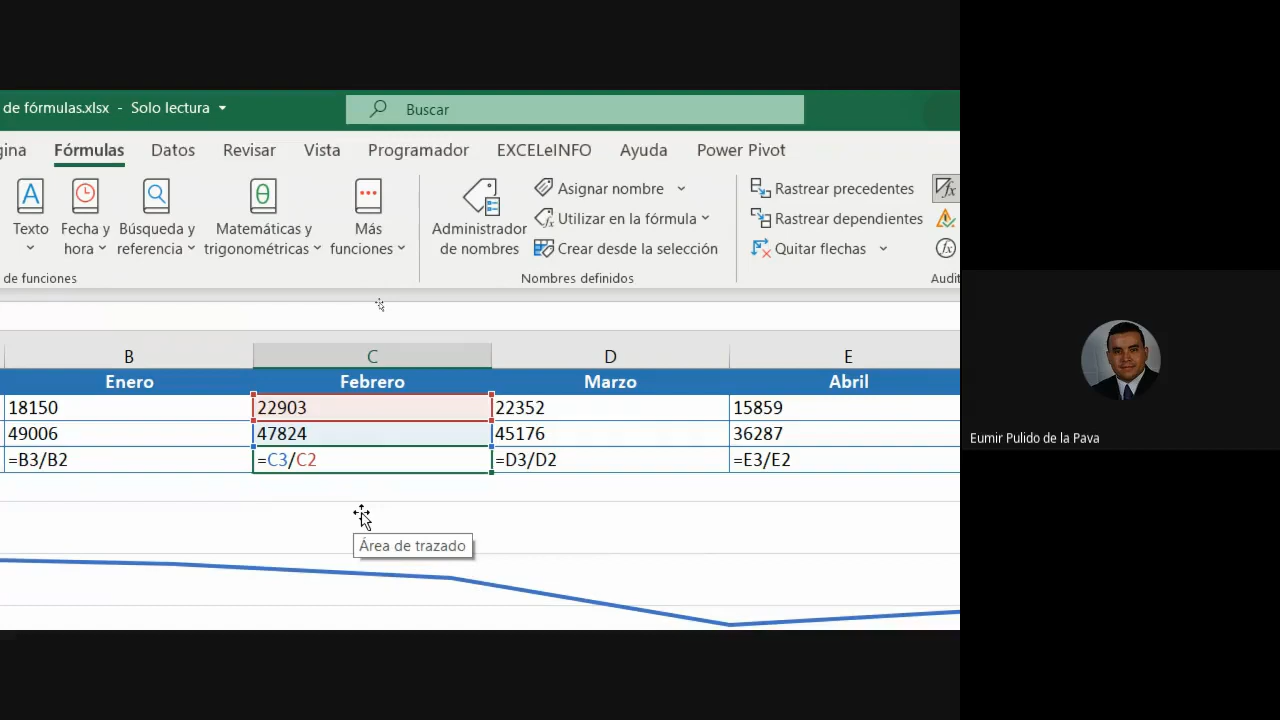 de fórmulas.xlsx - Solo lectura
Buscar
gina Fórmulas Datos Revisar Vista Programador EXCELeINFO Ayuda Power Pivot
Texto
Fecha y hora
Búsqueda y referencia
Matemáticas y trigonométricas
Más funciones
de funciones
Administrador de nombres
Asignar nombre
Utilizar en la fórmula
Crear desde la selección
Nombres definidos
Rastrear precedentes
Rastrear dependientes
Quitar flechas
fx
fx
Audit
B C D E
Enero Febrero Marzo Abril
18150 22903 22352 15859
49006 47824 45176 36287
=B3/B2 =C3/C2 =D3/D2 =E3/E2
Área de trazado
Eumir Pulido de la Pava